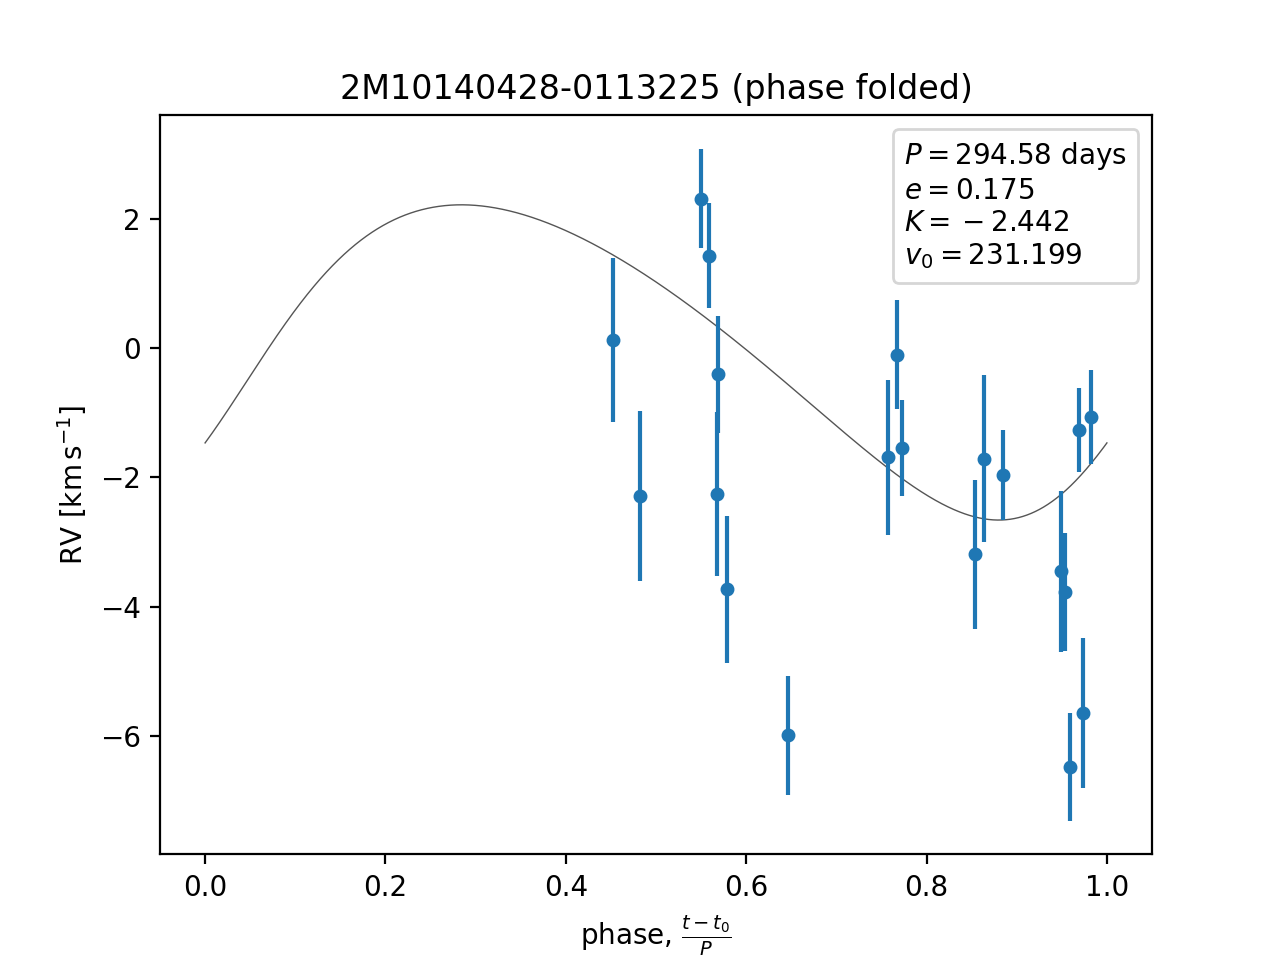 2M10140428-0113225 (phase folded)
P = 294.58 days
e = 0.175
K = −2.442
v₀ = 231.199
RV [km s⁻¹]
2
0
−2
−4
−6
0.0 0.2 0.4 0.6 0.8 1.0
phase, (t − t₀)/P